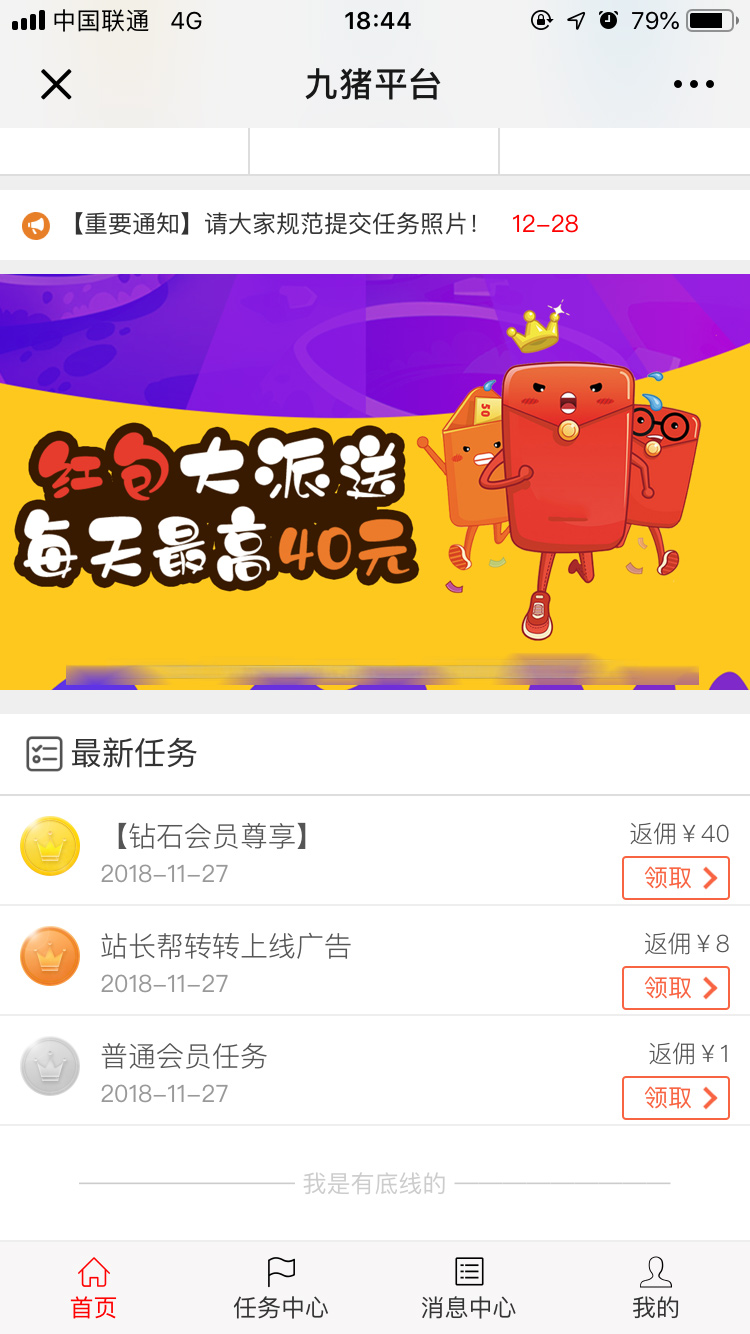 中国联通 4G 18:44 79%
九猪平台
【重要通知】请大家规范提交任务照片！ 12-28
50
红包大派送
每天最高40元
最新任务
【钻石会员尊享】 返佣￥40
2018-11-27 领取
站长帮转转上线广告 返佣￥8
2018-11-27 领取
普通会员任务 返佣￥1
2018-11-27 领取
我是有底线的
首页 任务中心 消息中心 我的